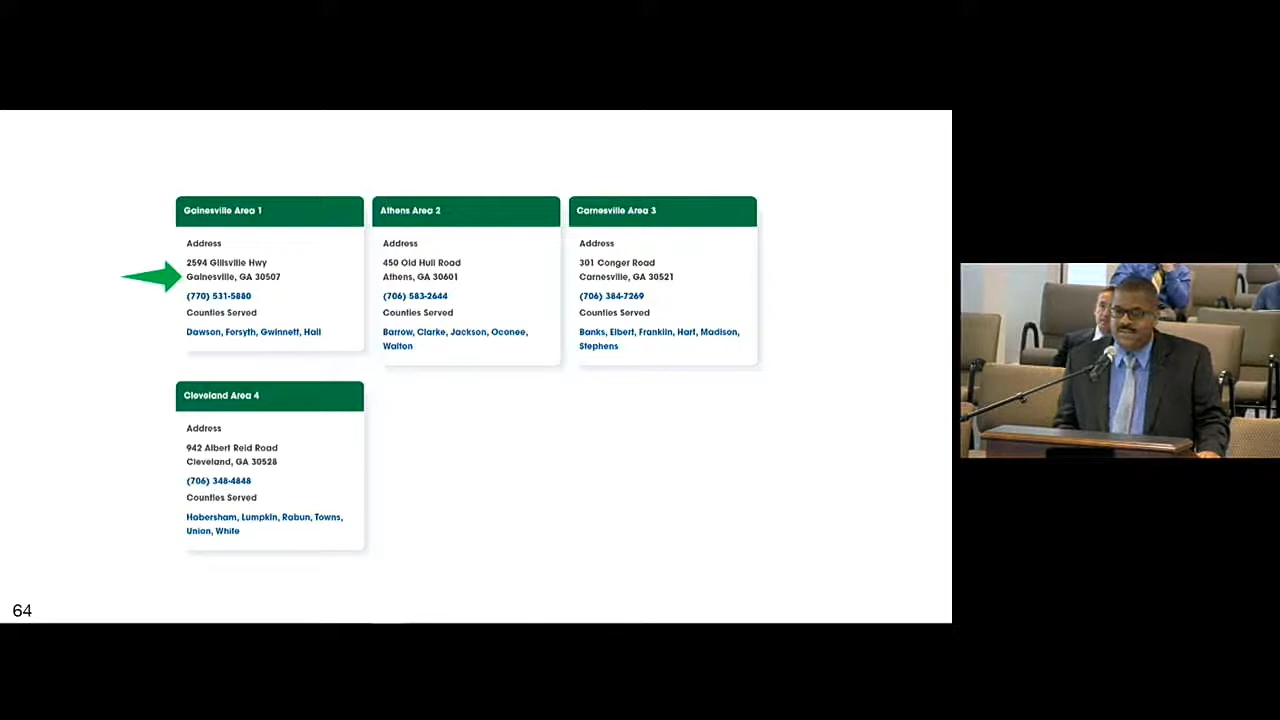 Gainesville Area 1
Address
2594 Gillsville Hwy
Gainesville, GA 30507
(770) 531-5880
Counties Served
Dawson, Forsyth, Gwinnett, Hall
Athens Area 2
Address
450 Old Hull Road
Athens, GA 30601
(706) 583-2644
Counties Served
Barrow, Clarke, Jackson, Oconee,
Walton
Carnesville Area 3
Address
301 Conger Road
Carnesville, GA 30521
(706) 384-7269
Counties Served
Banks, Elbert, Franklin, Hart, Madison,
Stephens
Cleveland Area 4
Address
942 Albert Reid Road
Cleveland, GA 30528
(706) 348-4848
Counties Served
Habersham, Lumpkin, Rabun, Towns,
Union, White
64